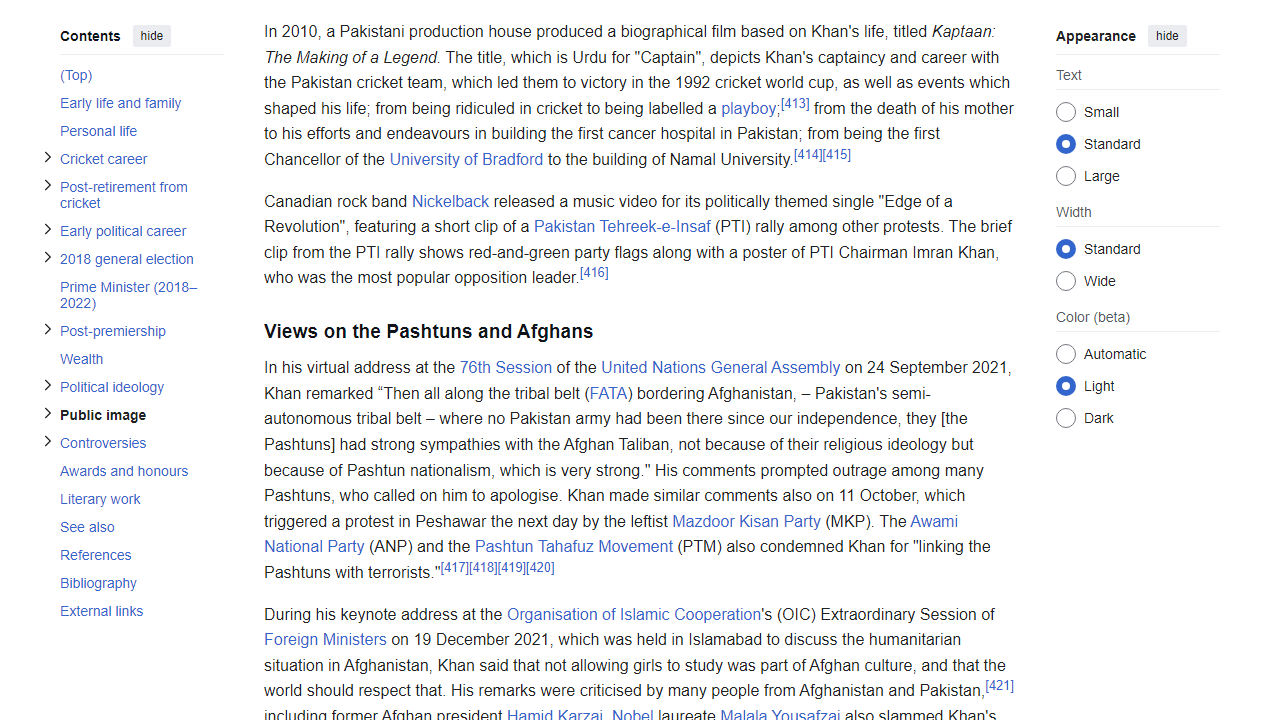 Contents hide
(Top)
Early life and family
Personal life
Cricket career
Post-retirement from
cricket
Early political career
2018 general election
Prime Minister (2018–
2022)
Post-premiership
Wealth
Political ideology
Public image
Controversies
Awards and honours
Literary work
See also
References
Bibliography
External links
In 2010, a Pakistani production house produced a biographical film based on Khan's life, titled Kaptaan:
The Making of a Legend. The title, which is Urdu for "Captain", depicts Khan's captaincy and career with
the Pakistan cricket team, which led them to victory in the 1992 cricket world cup, as well as events which
shaped his life; from being ridiculed in cricket to being labelled a playboy;[413] from the death of his mother
to his efforts and endeavours in building the first cancer hospital in Pakistan; from being the first
Chancellor of the University of Bradford to the building of Namal University.[414][415]
Canadian rock band Nickelback released a music video for its politically themed single "Edge of a
Revolution", featuring a short clip of a Pakistan Tehreek-e-Insaf (PTI) rally among other protests. The brief
clip from the PTI rally shows red-and-green party flags along with a poster of PTI Chairman Imran Khan,
who was the most popular opposition leader.[416]
Views on the Pashtuns and Afghans
In his virtual address at the 76th Session of the United Nations General Assembly on 24 September 2021,
Khan remarked “Then all along the tribal belt (FATA) bordering Afghanistan, – Pakistan's semi-
autonomous tribal belt – where no Pakistan army had been there since our independence, they [the
Pashtuns] had strong sympathies with the Afghan Taliban, not because of their religious ideology but
because of Pashtun nationalism, which is very strong." His comments prompted outrage among many
Pashtuns, who called on him to apologise. Khan made similar comments also on 11 October, which
triggered a protest in Peshawar the next day by the leftist Mazdoor Kisan Party (MKP). The Awami
National Party (ANP) and the Pashtun Tahafuz Movement (PTM) also condemned Khan for "linking the
Pashtuns with terrorists."[417][418][419][420]
During his keynote address at the Organisation of Islamic Cooperation's (OIC) Extraordinary Session of
Foreign Ministers on 19 December 2021, which was held in Islamabad to discuss the humanitarian
situation in Afghanistan, Khan said that not allowing girls to study was part of Afghan culture, and that the
world should respect that. His remarks were criticised by many people from Afghanistan and Pakistan,[421]
including former Afghan president Hamid Karzai. Nobel laureate Malala Yousafzai also slammed Khan's
Appearance hide
Text
Small
Standard
Large
Width
Standard
Wide
Color (beta)
Automatic
Light
Dark